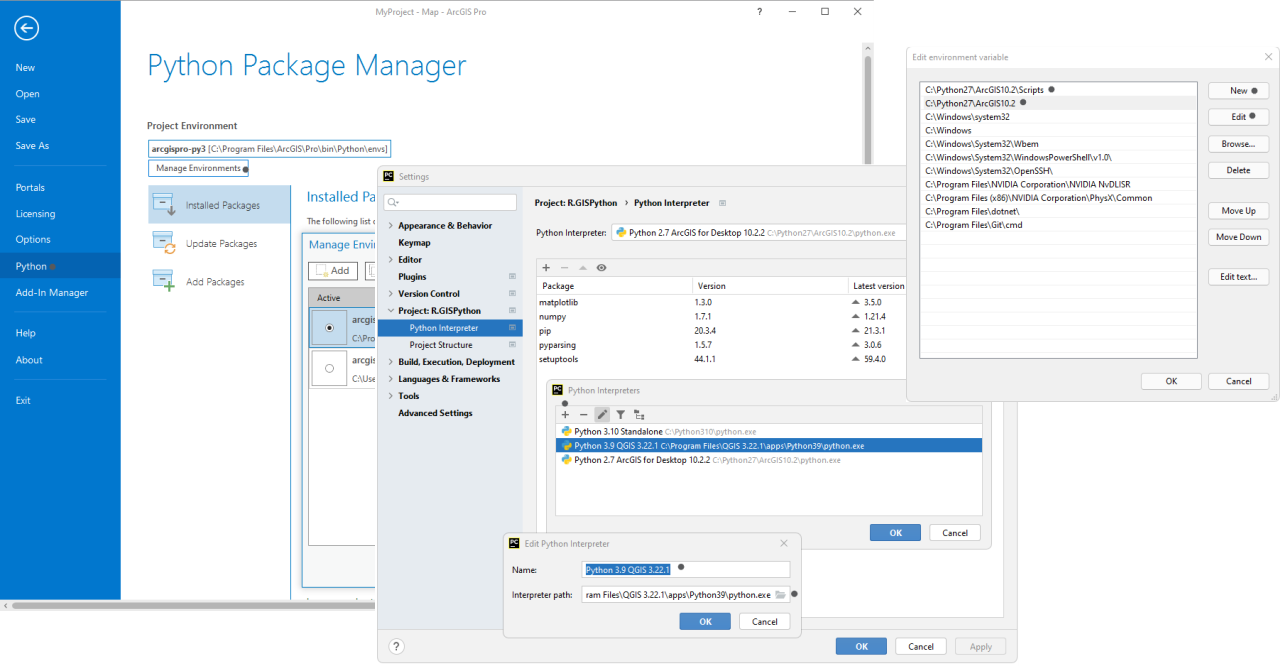 MyProject - Map - ArcGIS Pro
?
New
Open
Save
Save As
Portals
Licensing
Options
Python
Add-In Manager
Help
About
Exit
Python Package Manager
Project Environment
arcgispro-py3 [C:\Program Files\ArcGIS\Pro\bin\Python\envs]
Manage Environments
Installed Packages
Update Packages
Add Packages
Installed Pa
The following list c
Manage Envi
Add
Active
arcgis
C:\Pro
arcgis
C:\Use
PC
Settings
Appearance & Behavior
Keymap
Editor
Plugins
Version Control
Project: R.GISPython
Python Interpreter
Project Structure
Build, Execution, Deployment
Languages & Frameworks
Tools
Advanced Settings
Project: R.GISPython › Python Interpreter
Python Interpreter: Python 2.7 ArcGIS for Desktop 10.2.2 C:\Python27\ArcGIS10.2\python.exe
Package Version Latest version
matplotlib 1.3.0 3.5.0
numpy 1.7.1 1.21.4
pip 20.3.4 21.3.1
pyparsing 1.5.7 3.0.6
setuptools 44.1.1 59.4.0
PC Python Interpreters
Python 3.10 Standalone C:\Python310\python.exe
Python 3.9 QGIS 3.22.1 C:\Program Files\QGIS 3.22.1\apps\Python39\python.exe
Python 2.7 ArcGIS for Desktop 10.2.2 C:\Python27\ArcGIS10.2\python.exe
OK Cancel
PC Edit Python Interpreter
Name: Python 3.9 QGIS 3.22.1
Interpreter path: ram Files\QGIS 3.22.1\apps\Python39\python.exe
OK Cancel
? OK Cancel Apply
Edit environment variable
C:\Python27\ArcGIS10.2\Scripts
C:\Python27\ArcGIS10.2
C:\Windows\system32
C:\Windows
C:\Windows\System32\Wbem
C:\Windows\System32\WindowsPowerShell\v1.0\
C:\Windows\System32\OpenSSH\
C:\Program Files\NVIDIA Corporation\NVIDIA NvDLISR
C:\Program Files (x86)\NVIDIA Corporation\PhysX\Common
C:\Program Files\dotnet\
C:\Program Files\Git\cmd
New
Edit
Browse...
Delete
Move Up
Move Down
Edit text...
OK Cancel